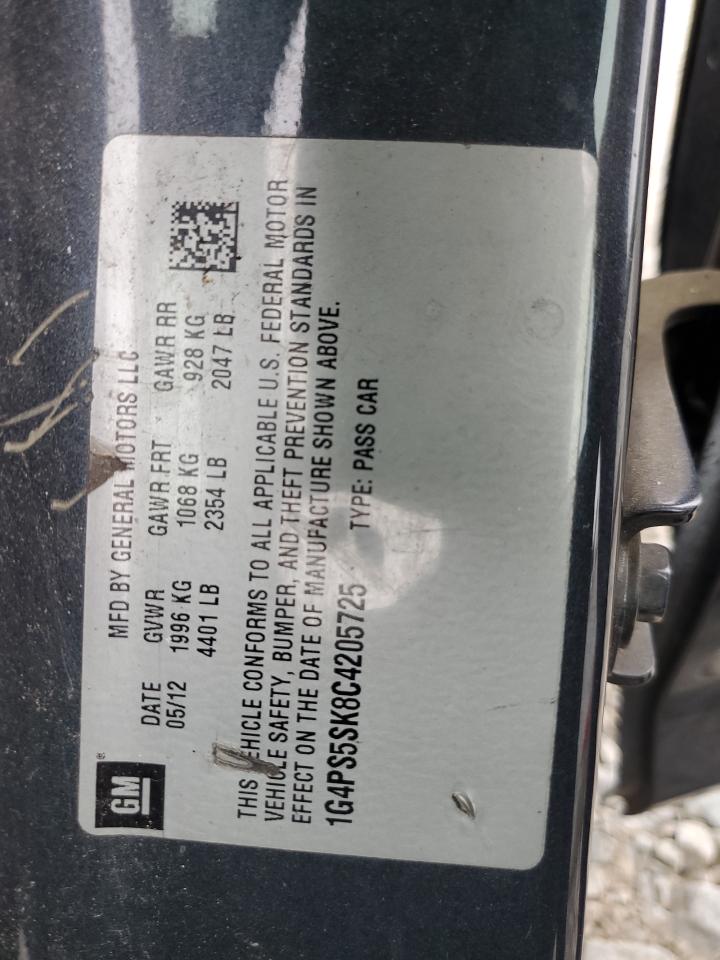 GM®
MFD BY GENERAL MOTORS LLC
DATE GVWR GAWR FRT GAWR RR
05/12 1996 KG 1068 KG 928 KG
4401 LB 2354 LB 2047 LB
THIS VEHICLE CONFORMS TO ALL APPLICABLE U.S. FEDERAL MOTOR
VEHICLE SAFETY, BUMPER, AND THEFT PREVENTION STANDARDS IN
EFFECT ON THE DATE OF MANUFACTURE SHOWN ABOVE.
1G4PS5SK8C4205725 TYPE: PASS CAR